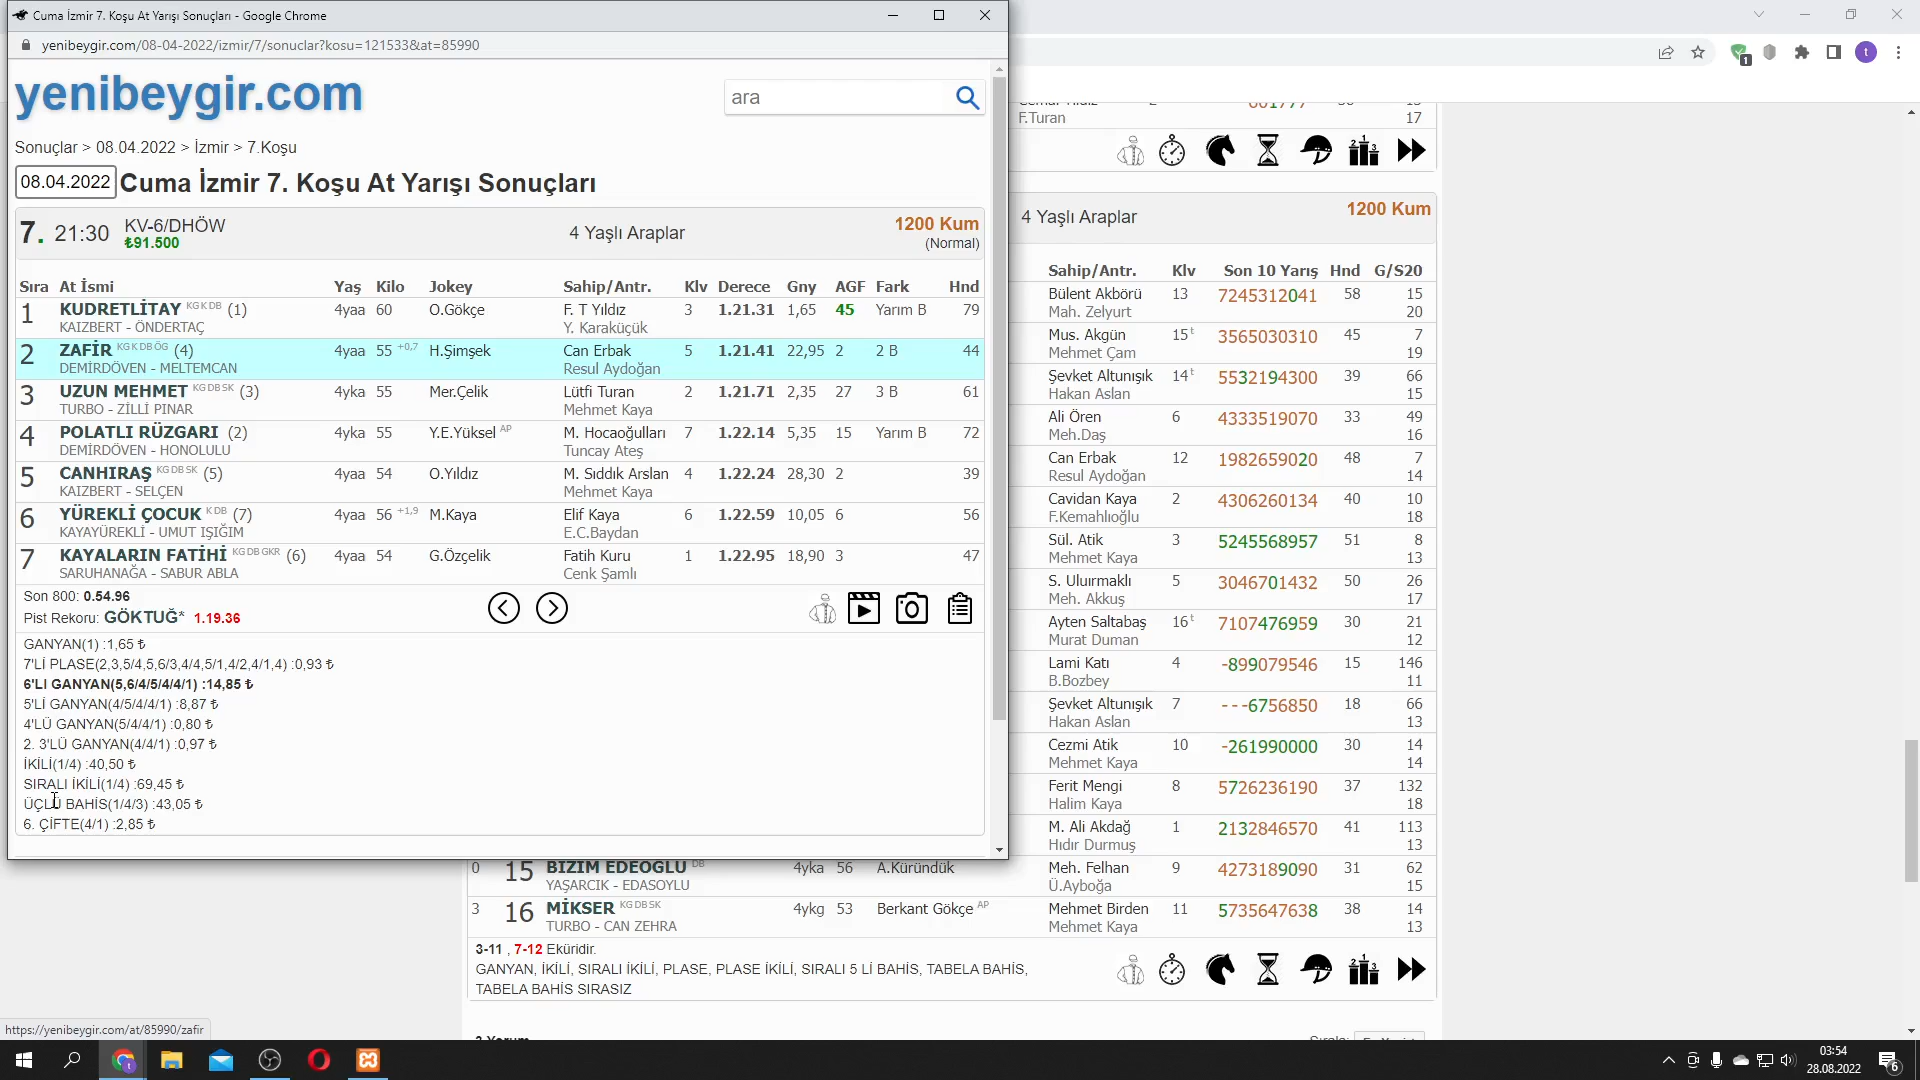 Cuma İzmir 7. Koşu At Yarışı Sonuçları - Google Chrome
yenibeygir.com/08-04-2022/izmir/7/sonuclar?kosu=121533&at=85990
yenibeygir.com
ara
Sonuçlar > 08.04.2022 > İzmir > 7.Koşu
08.04.2022 Cuma İzmir 7. Koşu At Yarışı Sonuçları
7. 21:30 KV-6/DHÖW 4 Yaşlı Araplar 1200 Kum
₺91.500 (Normal)
Sıra At İsmi Yaş Kilo Jokey Sahip/Antr. Klv Derece Gny AGF Fark Hnd
1 KUDRETLİTAY KG K DB (1) 4yaa 60 O.Gökçe F. T Yıldız 3 1.21.31 1,65 45 Yarım B 79
KAIZBERT - ÖNDERTAÇ Y. Karaküçük
2 ZAFİR KG K DB ÖG (4) 4yaa 55 +0,7 H.Şimşek Can Erbak 5 1.21.41 22,95 2 2 B 44
DEMİRDÖVEN - MELTEMCAN Resul Aydoğan
3 UZUN MEHMET KG DB SK (3) 4yka 55 Mer.Çelik Lütfi Turan 2 1.21.71 2,35 27 3 B 61
TURBO - ZİLLİ PINAR Mehmet Kaya
4 POLATLI RÜZGARI (2) 4yka 55 Y.E.Yüksel AP M. Hocaoğulları 7 1.22.14 5,35 15 Yarım B 72
DEMİRDÖVEN - HONOLULU Tuncay Ateş
5 CANHIRAŞ KG DB SK (5) 4yaa 54 O.Yıldız M. Sıddık Arslan 4 1.22.24 28,30 2 39
KAIZBERT - SELÇEN Mehmet Kaya
6 YÜREKLİ ÇOCUK K DB (7) 4yaa 56 +1,9 M.Kaya Elif Kaya 6 1.22.59 10,05 6 56
KAYAYÜREKLİ - UMUT IŞIĞIM E.C.Baydan
7 KAYALARIN FATİHİ KG DB GKR (6) 4yaa 54 G.Özçelik Fatih Kuru 1 1.22.95 18,90 3 47
SARUHANAĞA - SABUR ABLA Cenk Şamlı
Son 800: 0.54.96
Pist Rekoru: GÖKTUĞ* 1.19.36
GANYAN(1) :1,65 ₺
7'Lİ PLASE(2,3,5/4,5,6/3,4/4,5/1,4/2,4/1,4) :0,93 ₺
6'LI GANYAN(5,6/4/5/4/4/1) :14,85 ₺
5'Lİ GANYAN(4/5/4/4/1) :8,87 ₺
4'LÜ GANYAN(5/4/4/1) :0,80 ₺
2. 3'LÜ GANYAN(4/4/1) :0,97 ₺
İKİLİ(1/4) :40,50 ₺
SIRALI İKİLİ(1/4) :69,45 ₺
ÜÇLÜ BAHİS(1/4/3) :43,05 ₺
6. ÇİFTE(4/1) :2,85 ₺
1
t
F.Turan 17
4 Yaşlı Araplar 1200 Kum
Sahip/Antr. Klv Son 10 Yarış Hnd G/S20
Bülent Akbörü 13 7245312041 58 15
Mah. Zelyurt 20
Mus. Akgün 15 t 3565030310 45 7
Mehmet Çam 19
Şevket Altunışık 14 t 5532194300 39 66
Hakan Aslan 15
Ali Ören 6 4333519070 33 49
Meh.Daş 16
Can Erbak 12 1982659020 48 7
Resul Aydoğan 14
Cavidan Kaya 2 4306260134 40 10
F.Kemahlıoğlu 18
Sül. Atik 3 5245568957 51 8
Mehmet Kaya 13
S. Uluırmaklı 5 3046701432 50 26
Meh. Akkuş 17
Ayten Saltabaş 16 t 7107476959 30 21
Murat Duman 12
Lami Katı 4 -899079546 15 146
B.Bozbey 11
Şevket Altunışık 7 ---6756850 18 66
Hakan Aslan 13
Cezmi Atik 10 -261990000 30 14
Mehmet Kaya 14
Ferit Mengi 8 5726236190 37 132
Halim Kaya 18
M. Ali Akdağ 1 2132846570 41 113
Hıdır Durmuş 13
0 15 BİZİM EDEOĞLU DB 4yka 56 A.Küründük Meh. Felhan 9 4273189090 31 62
YAŞARCIK - EDASOYLU Ü.Ayboğa 15
3 16 MİKSER KG DB SK 4ykg 53 Berkant Gökçe AP Mehmet Birden 11 5735647638 38 14
TURBO - CAN ZEHRA Mehmet Kaya 13
3-11 , 7-12 Eküridir.
GANYAN, İKİLİ, SIRALI İKİLİ, PLASE, PLASE İKİLİ, SIRALI 5 Lİ BAHİS, TABELA BAHİS,
TABELA BAHİS SIRASIZ
https://yenibeygir.com/at/85990/zafir
03:54
28.08.2022
6